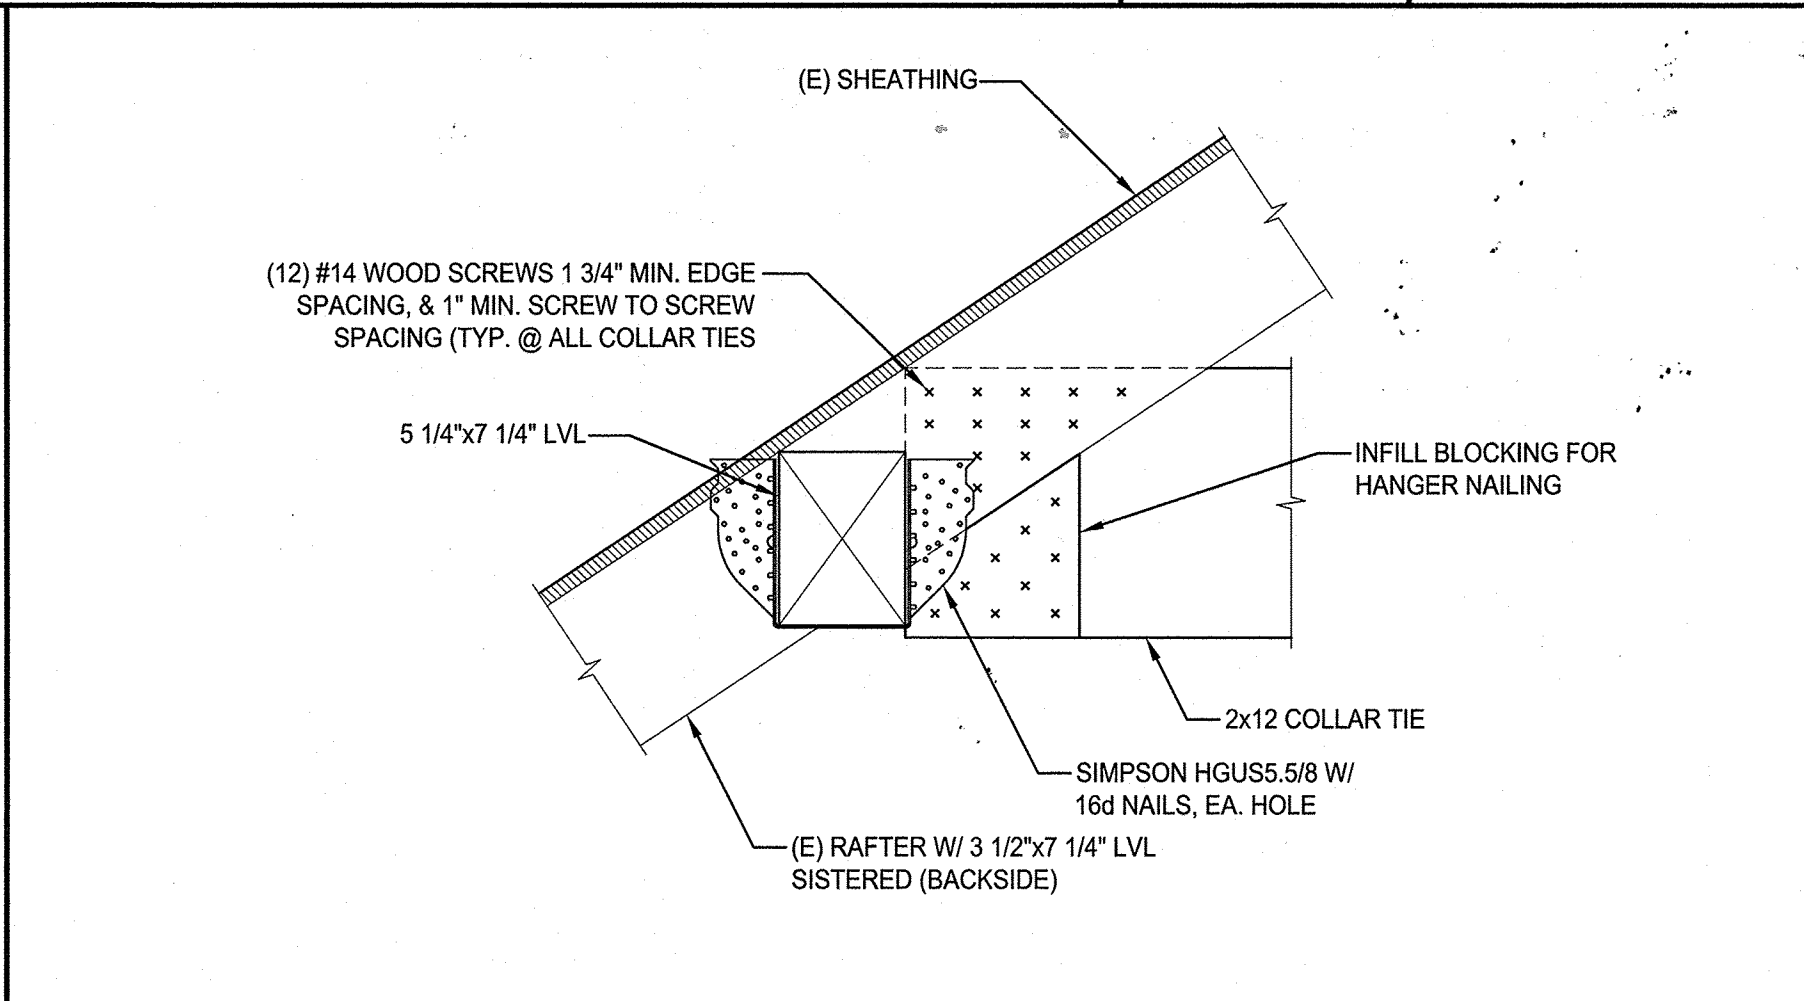 (E) SHEATHING
(12) #14 WOOD SCREWS 1 3/4" MIN. EDGE
SPACING, & 1" MIN. SCREW TO SCREW
SPACING (TYP. @ ALL COLLAR TIES
5 1/4"x7 1/4" LVL
INFILL BLOCKING FOR
HANGER NAILING
2x12 COLLAR TIE
SIMPSON HGUS5.5/8 W/
16d NAILS, EA. HOLE
(E) RAFTER W/ 3 1/2"x7 1/4" LVL
SISTERED (BACKSIDE)